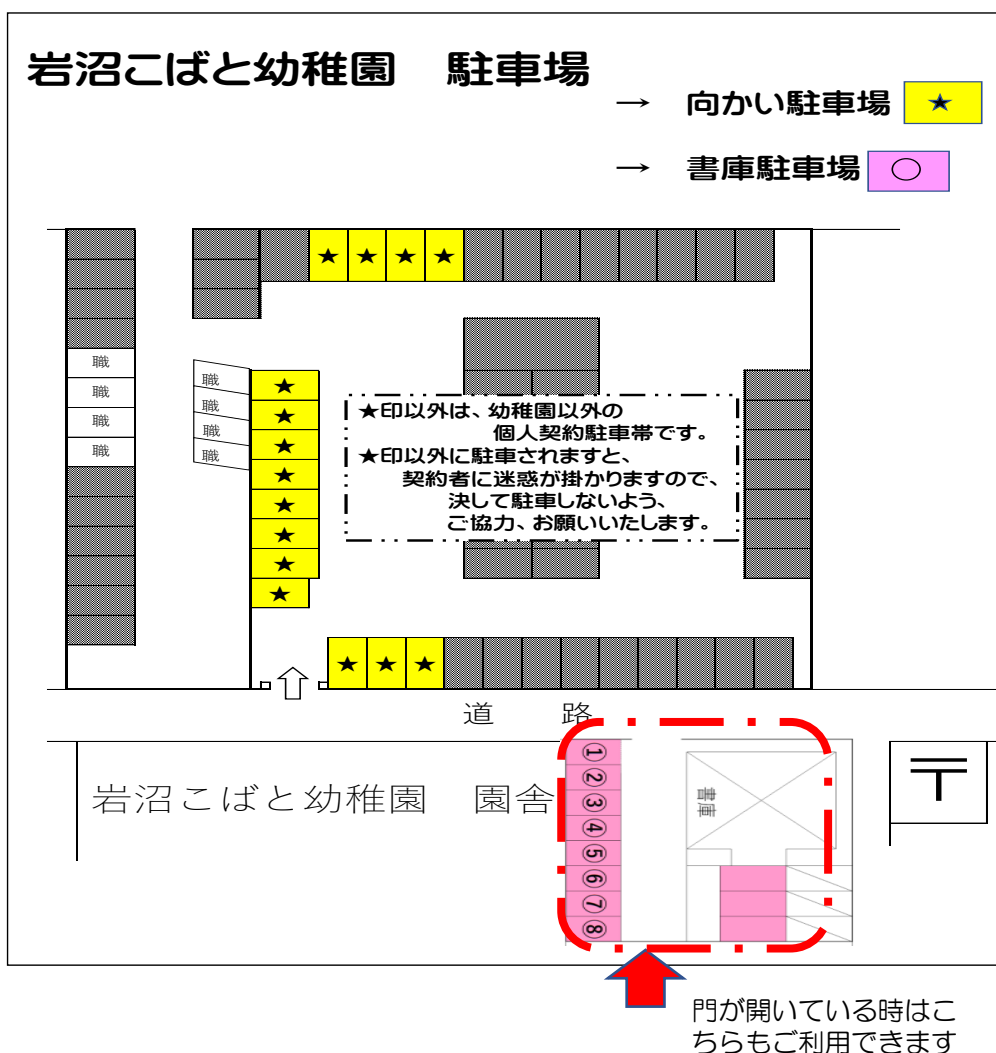 岩沼こばと幼稚園　駐車場
→　向かい駐車場 ★
→　書庫駐車場 ○
★ ★ ★ ★
職
職
職
職
職
職
職
職
★
★
★
★
★
★
★
★
★印以外は、幼稚園以外の
個人契約駐車帯です。
★印以外に駐車されますと、
契約者に迷惑が掛かりますので、
決して駐車しないよう、
ご協力、お願いいたします。
★ ★ ★
道　路
岩沼こばと幼稚園　園舎
①
②
③
④
⑤
⑥
⑦
⑧
書庫
〒
門が開いている時はこ
ちらもご利用できます